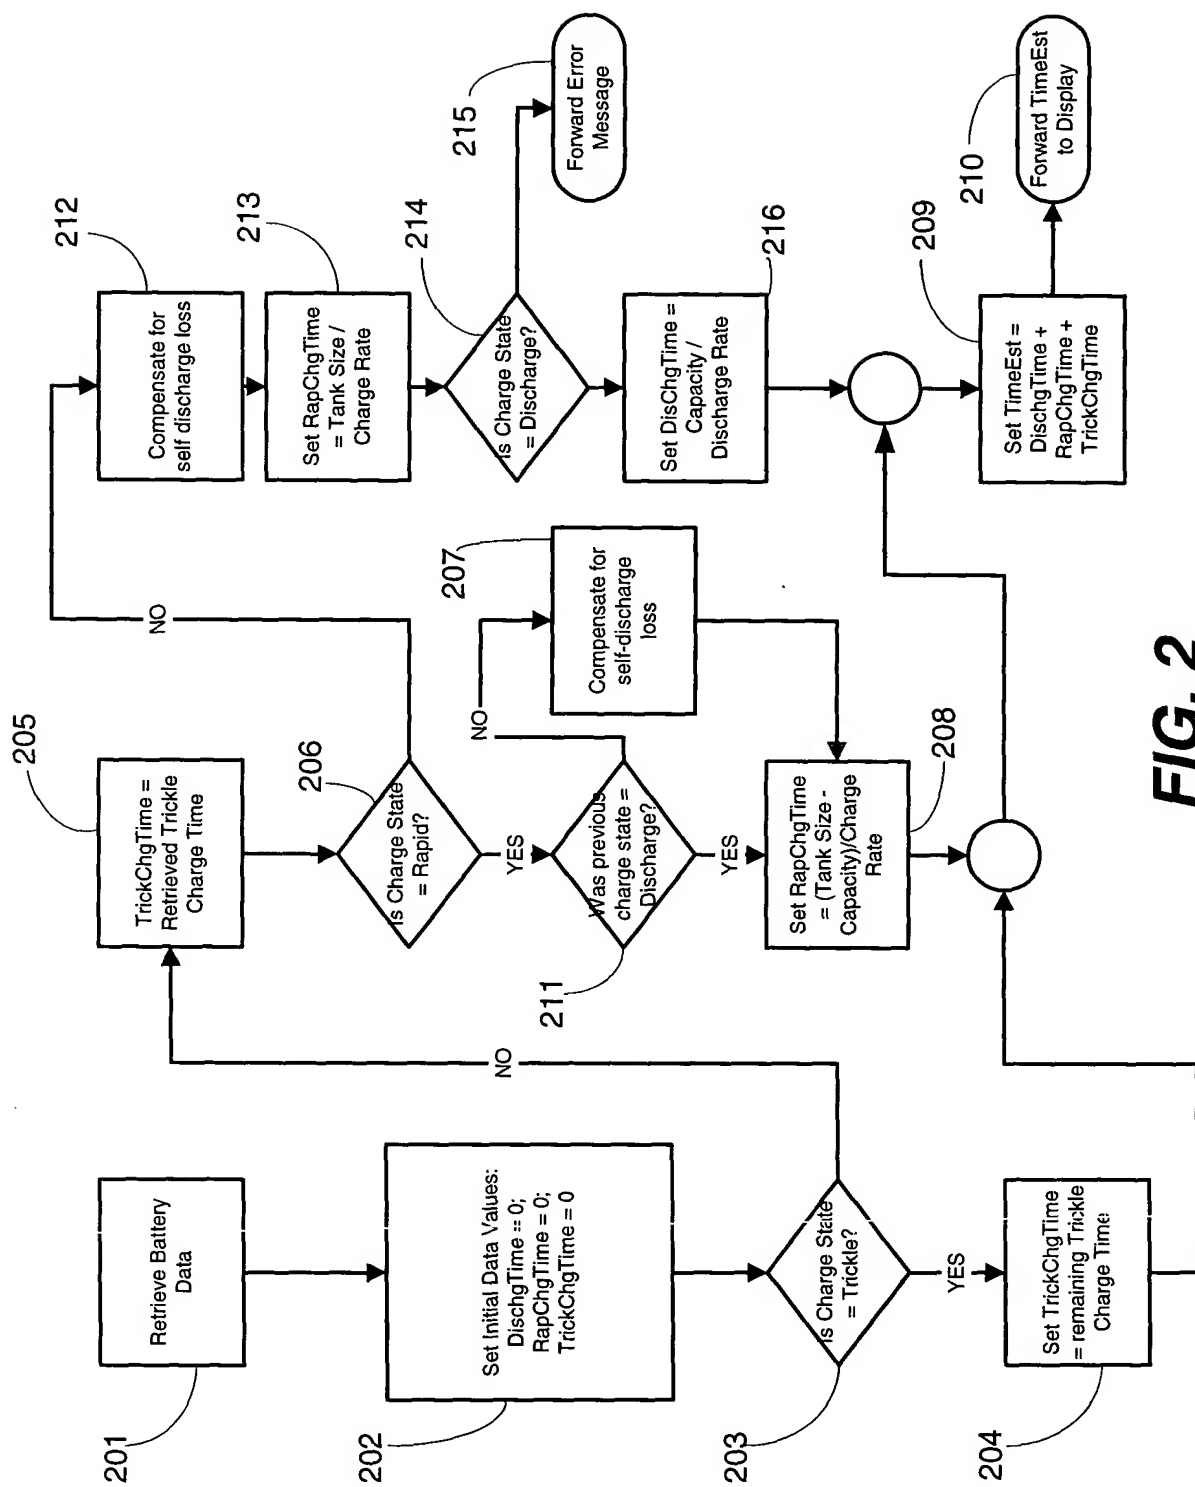 201
Retrieve Battery
Data
202
Set Initial Data Values:
DischgTime = 0;
RapChgTime = 0;
TrickChgTime = 0
203
Is Charge State
= Trickle?
NO
YES
204
Set TrickChgTime
= remaining Trickle
Charge Time
205
TrickChgTime =
Retrieved Trickle
Charge Time
206
Is Charge State
= Rapid?
NO
YES
211
Was previous
charge state =
Discharge?
NO
YES
207
Compensate for
self-discharge
loss
208
Set RapChgTime
= (Tank Size -
Capacity)/Charge
Rate
212
Compensate for
self discharge loss
213
Set RapChgTime
= Tank Size /
Charge Rate
214
Is Charge State
= Discharge?
215
Forward Error
Message
216
Set DisChgTime =
Capacity /
Discharge Rate
209
Set TimeEst =
DischgTime +
RapChgTime +
TrickChgTime
210
Forward TimeEst
to Display
FIG. 2